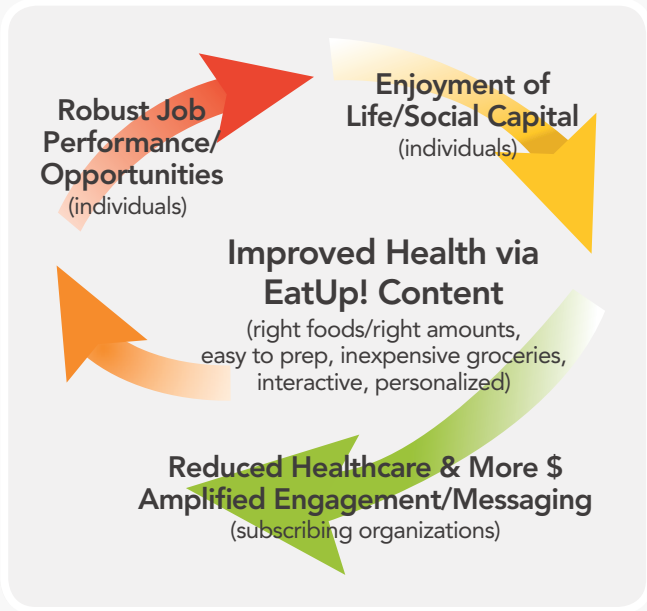 Robust Job
Performance/
Opportunities
(individuals)
Enjoyment of
Life/Social Capital
(individuals)
Improved Health via
EatUp! Content
(right foods/right amounts,
easy to prep, inexpensive groceries,
interactive, personalized)
Reduced Healthcare & More $
Amplified Engagement/Messaging
(subscribing organizations)